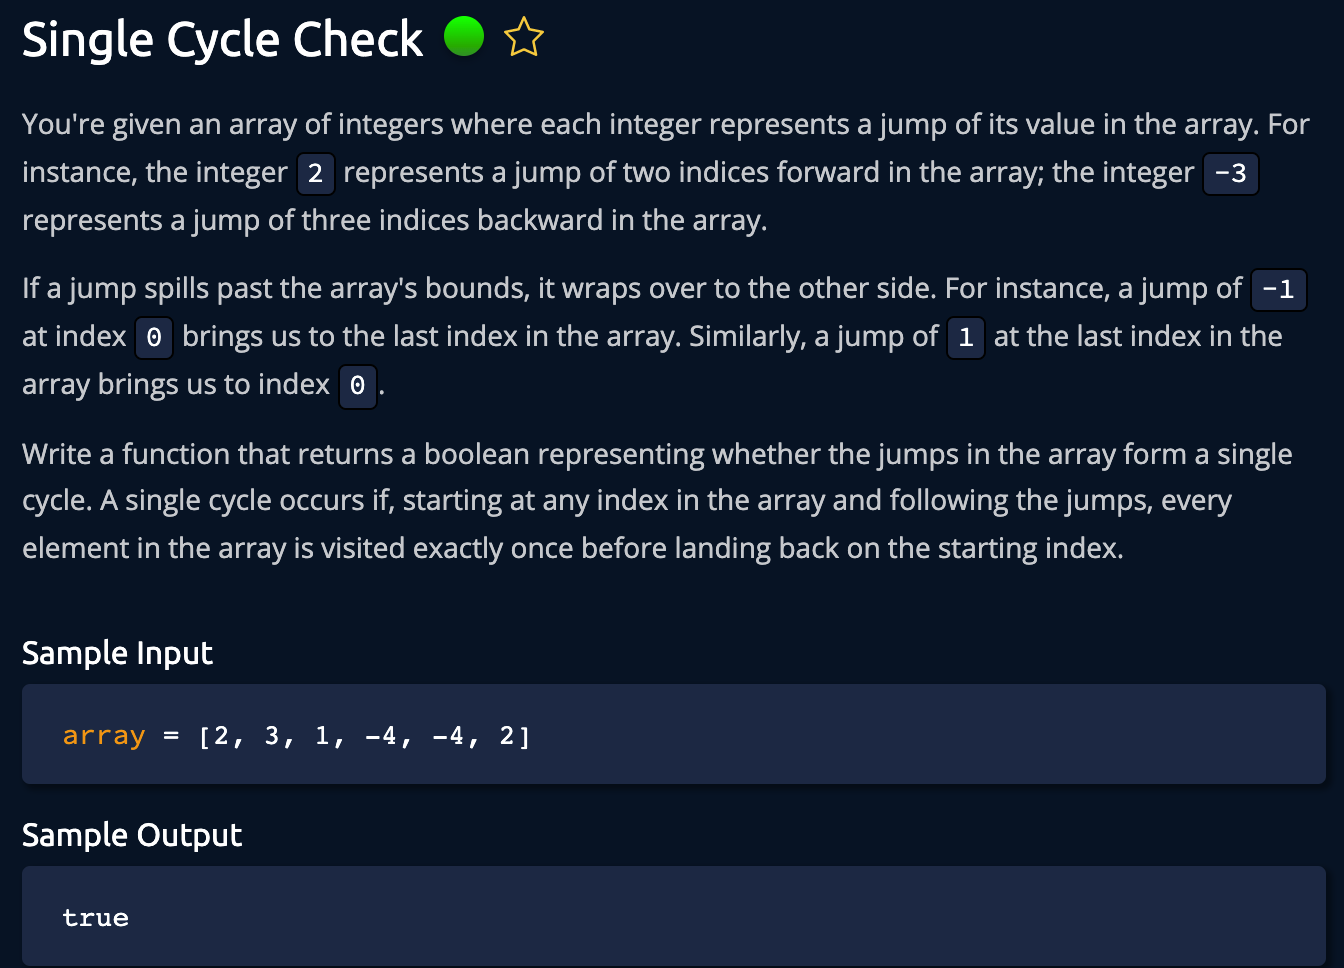 Single Cycle Check
You're given an array of integers where each integer represents a jump of its value in the array. For
instance, the integer 2 represents a jump of two indices forward in the array; the integer -3
represents a jump of three indices backward in the array.
If a jump spills past the array's bounds, it wraps over to the other side. For instance, a jump of -1
at index 0 brings us to the last index in the array. Similarly, a jump of 1 at the last index in the
array brings us to index 0.
Write a function that returns a boolean representing whether the jumps in the array form a single
cycle. A single cycle occurs if, starting at any index in the array and following the jumps, every
element in the array is visited exactly once before landing back on the starting index.
Sample Input
array = [2, 3, 1, -4, -4, 2]
Sample Output
true